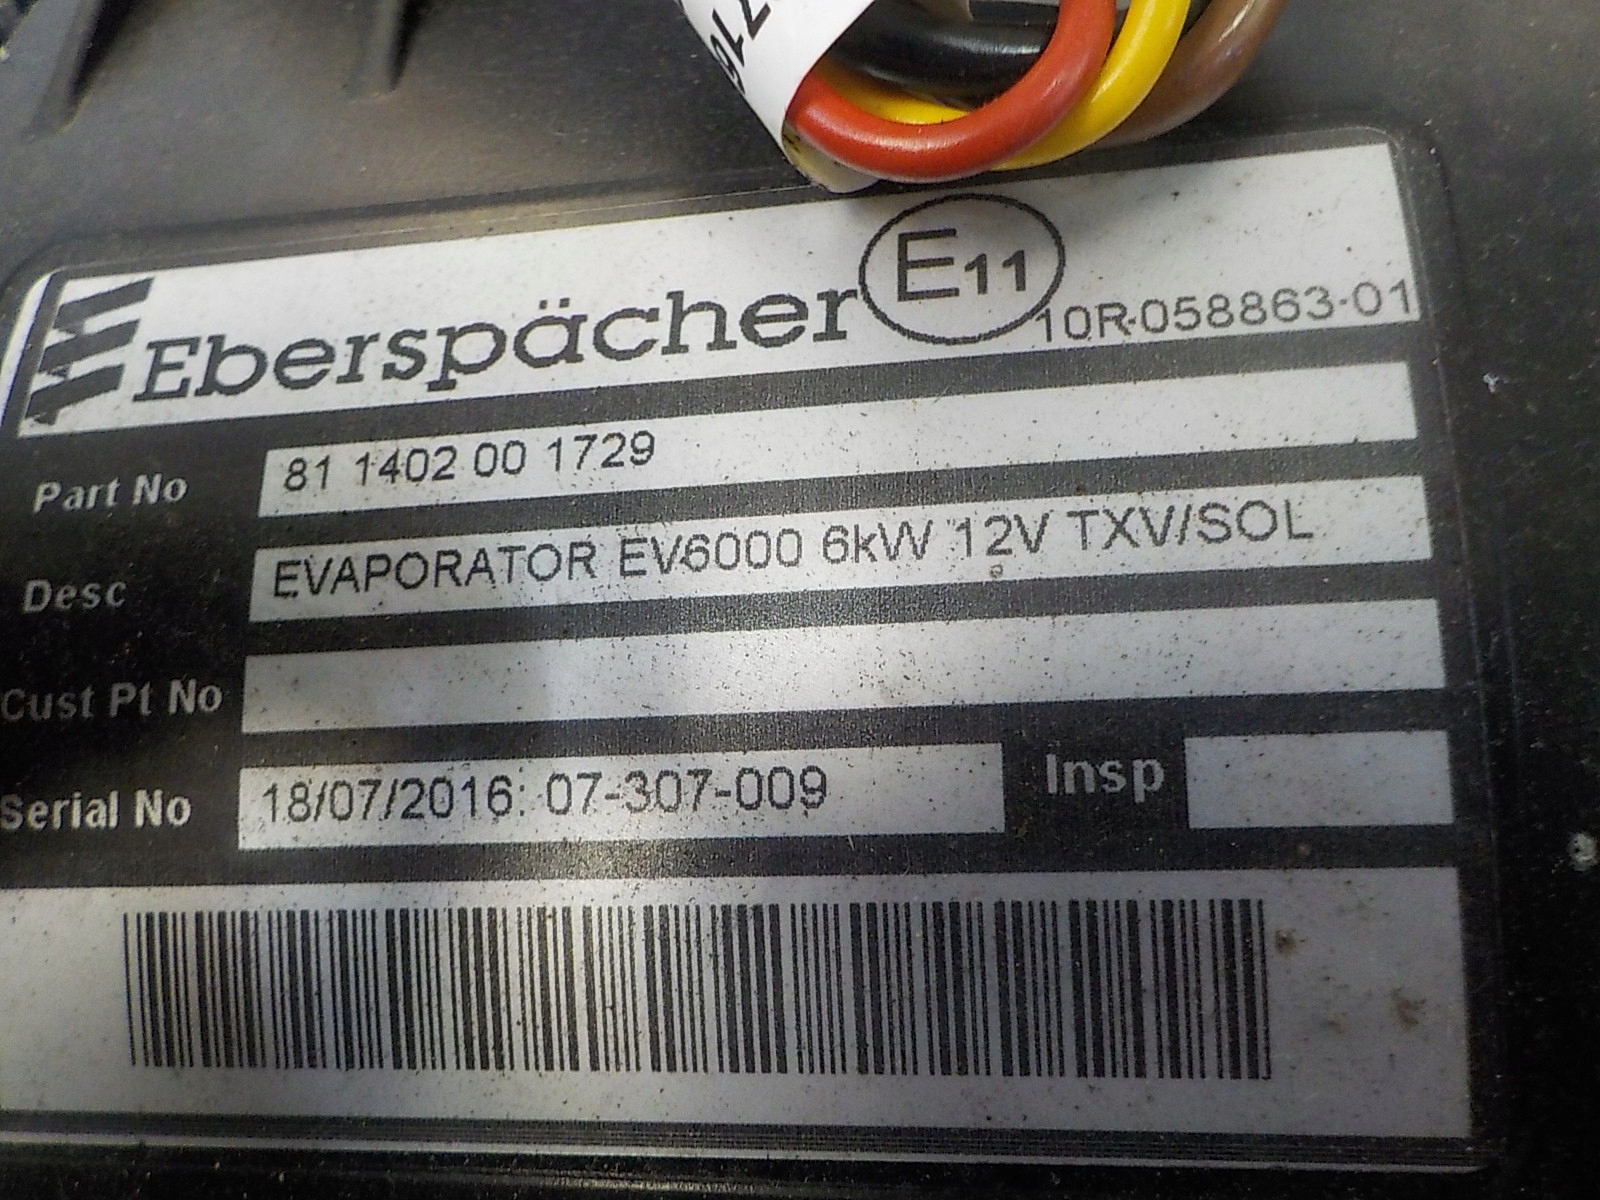 Eberspächer E11 10R-058863-01
Part No 81 1402 00 1729
Desc EVAPORATOR EV6000 6kW 12V TXV/SOL
Cust Pt No
Serial No 18/07/2016: 07-307-009 Insp